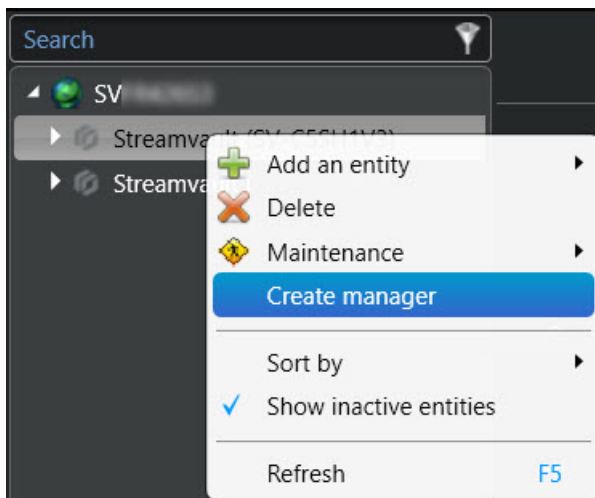 Search
SV
Streamvault (SV-C5SH1V3)
Streamva
Add an entity
Delete
Maintenance
Create manager
Sort by
Show inactive entities
Refresh F5